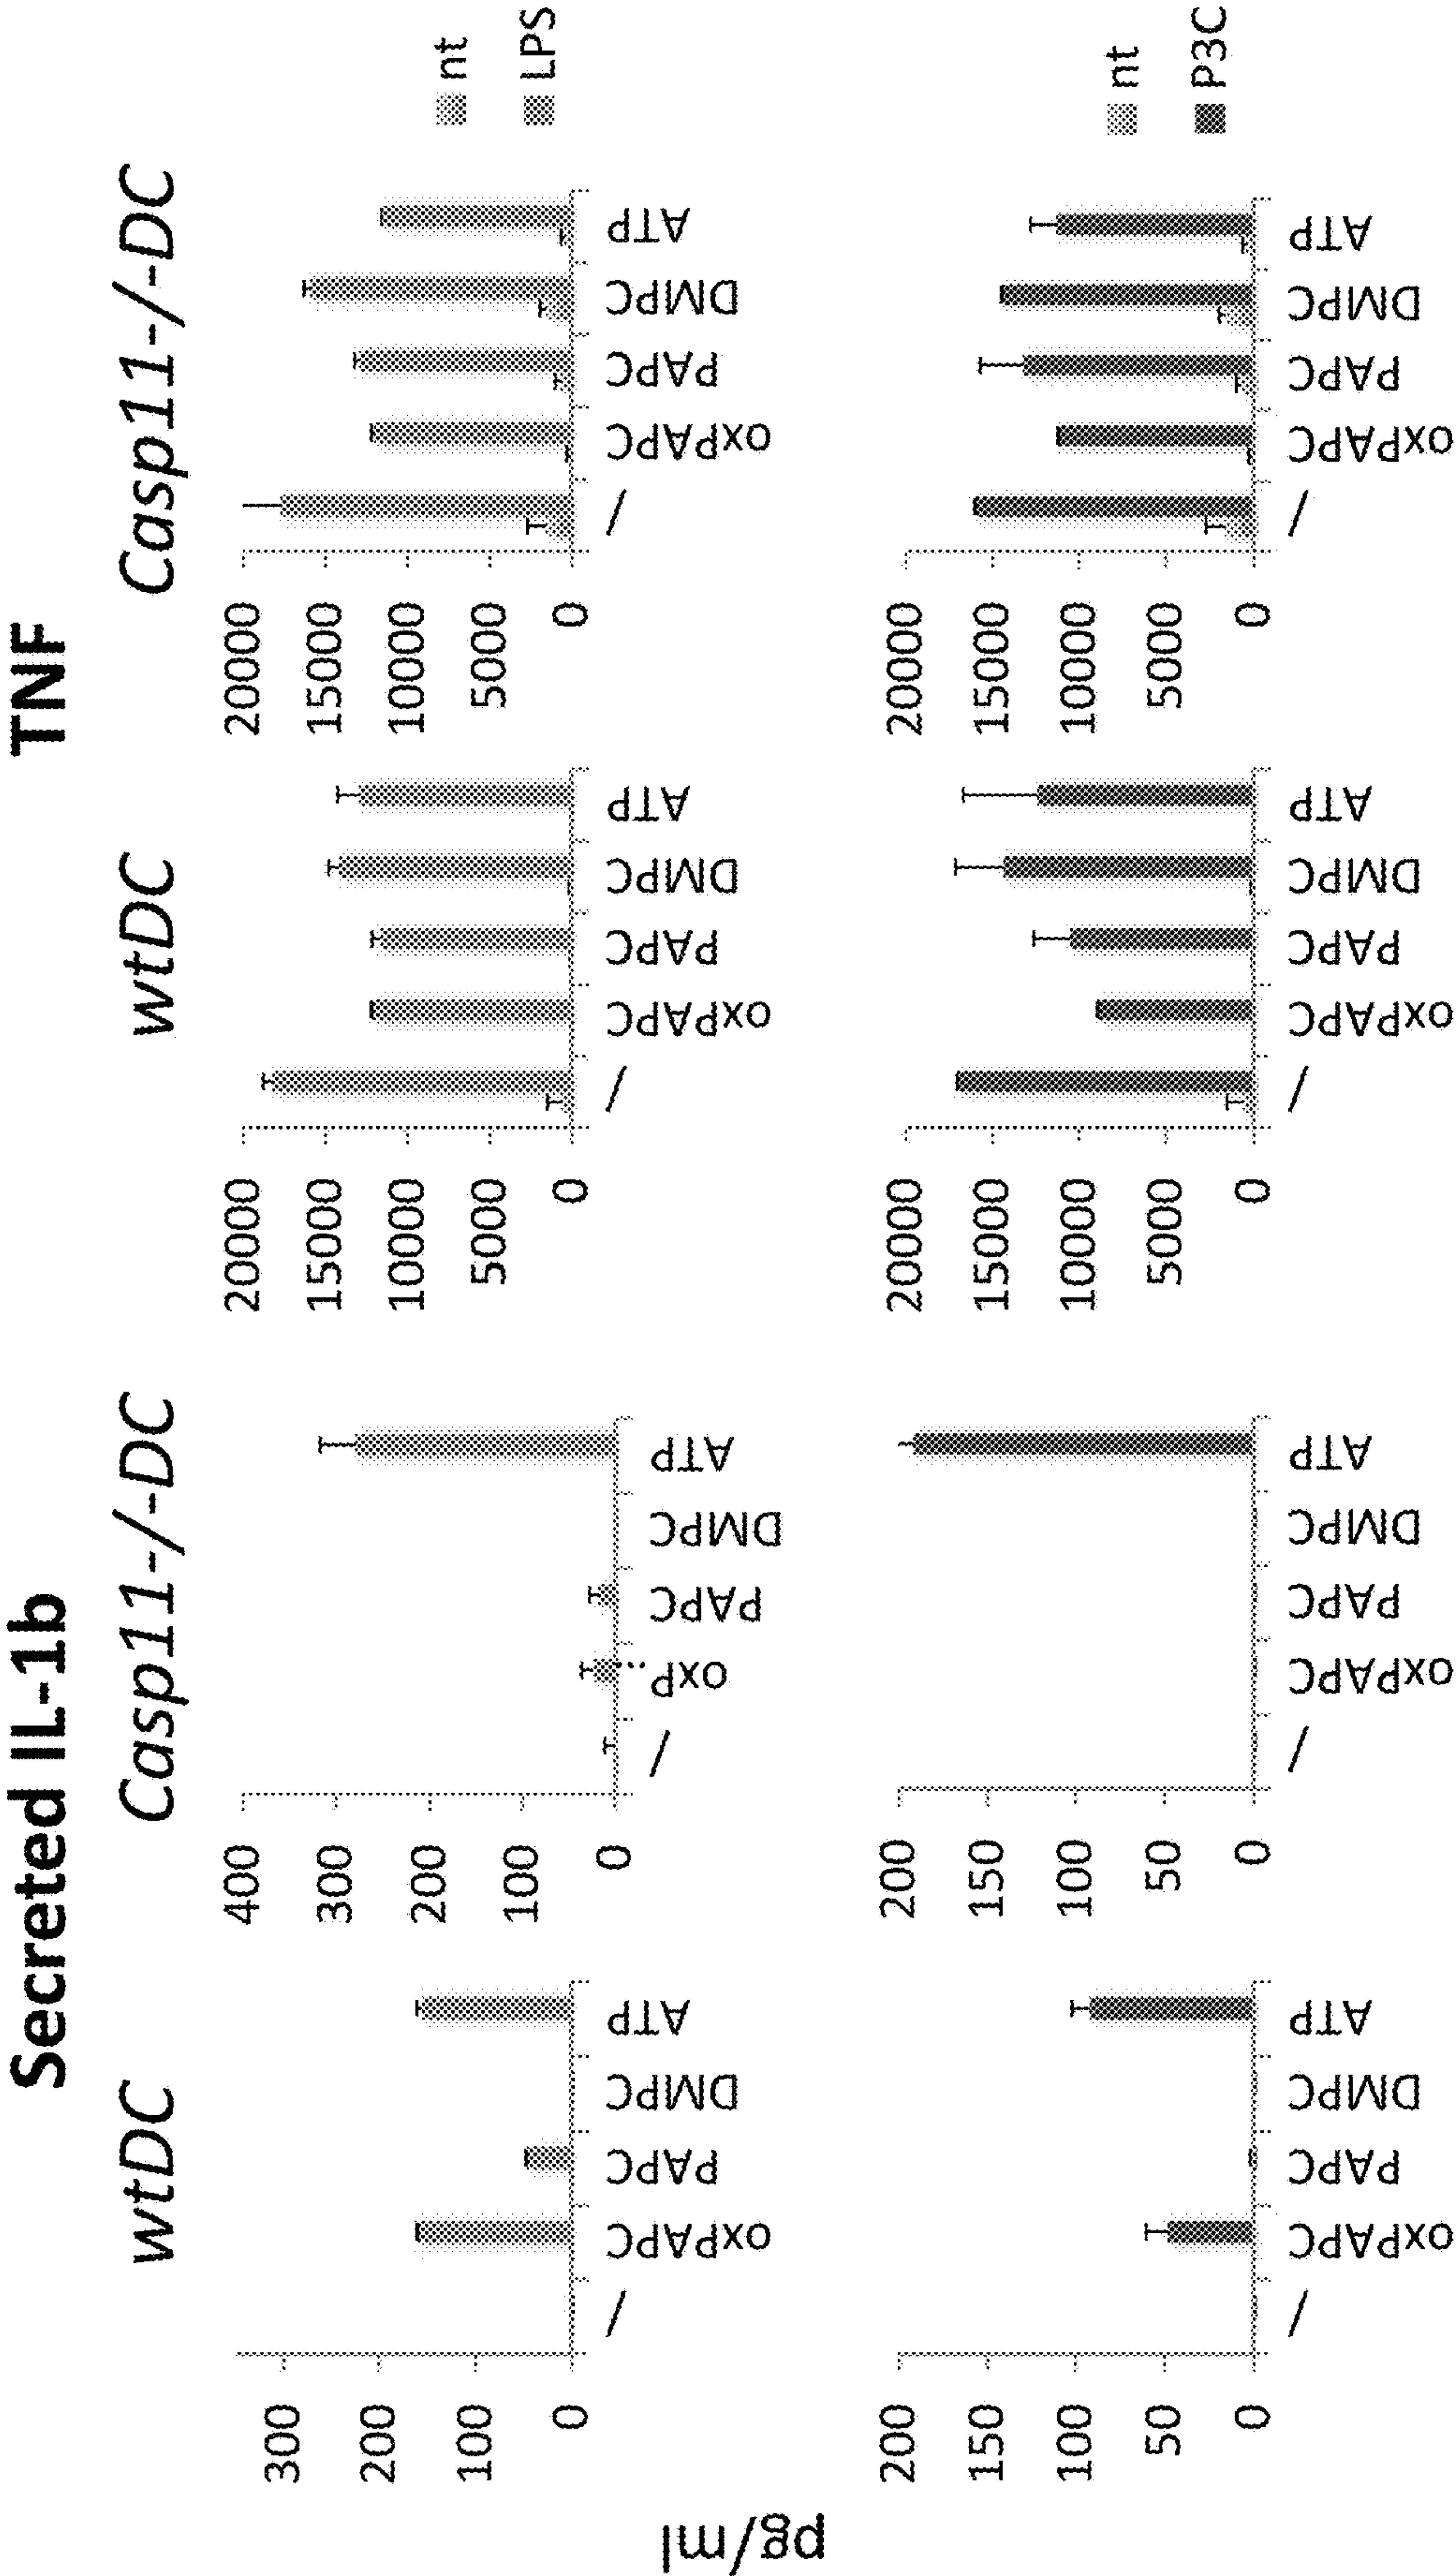 Secreted IL-1b
TNF
wtDC
Casp11-/-DC
wtDC
Casp11-/-DC
pg/ml
300
200
100
0
/
oxPAPC
PAPC
DMPC
ATP
400
300
200
100
0
/
oxP
PAPC
DMPC
ATP
20000
15000
10000
5000
0
/
oxPAPC
PAPC
DMPC
ATP
20000
15000
10000
5000
0
/
oxPAPC
PAPC
DMPC
ATP
nt
LPS
200
150
100
50
0
/
oxPAPC
PAPC
DMPC
ATP
200
150
100
50
0
/
oxPAPC
PAPC
DMPC
ATP
20000
15000
10000
5000
0
/
oxPAPC
PAPC
DMPC
ATP
20000
15000
10000
5000
0
/
oxPAPC
PAPC
DMPC
ATP
nt
P3C